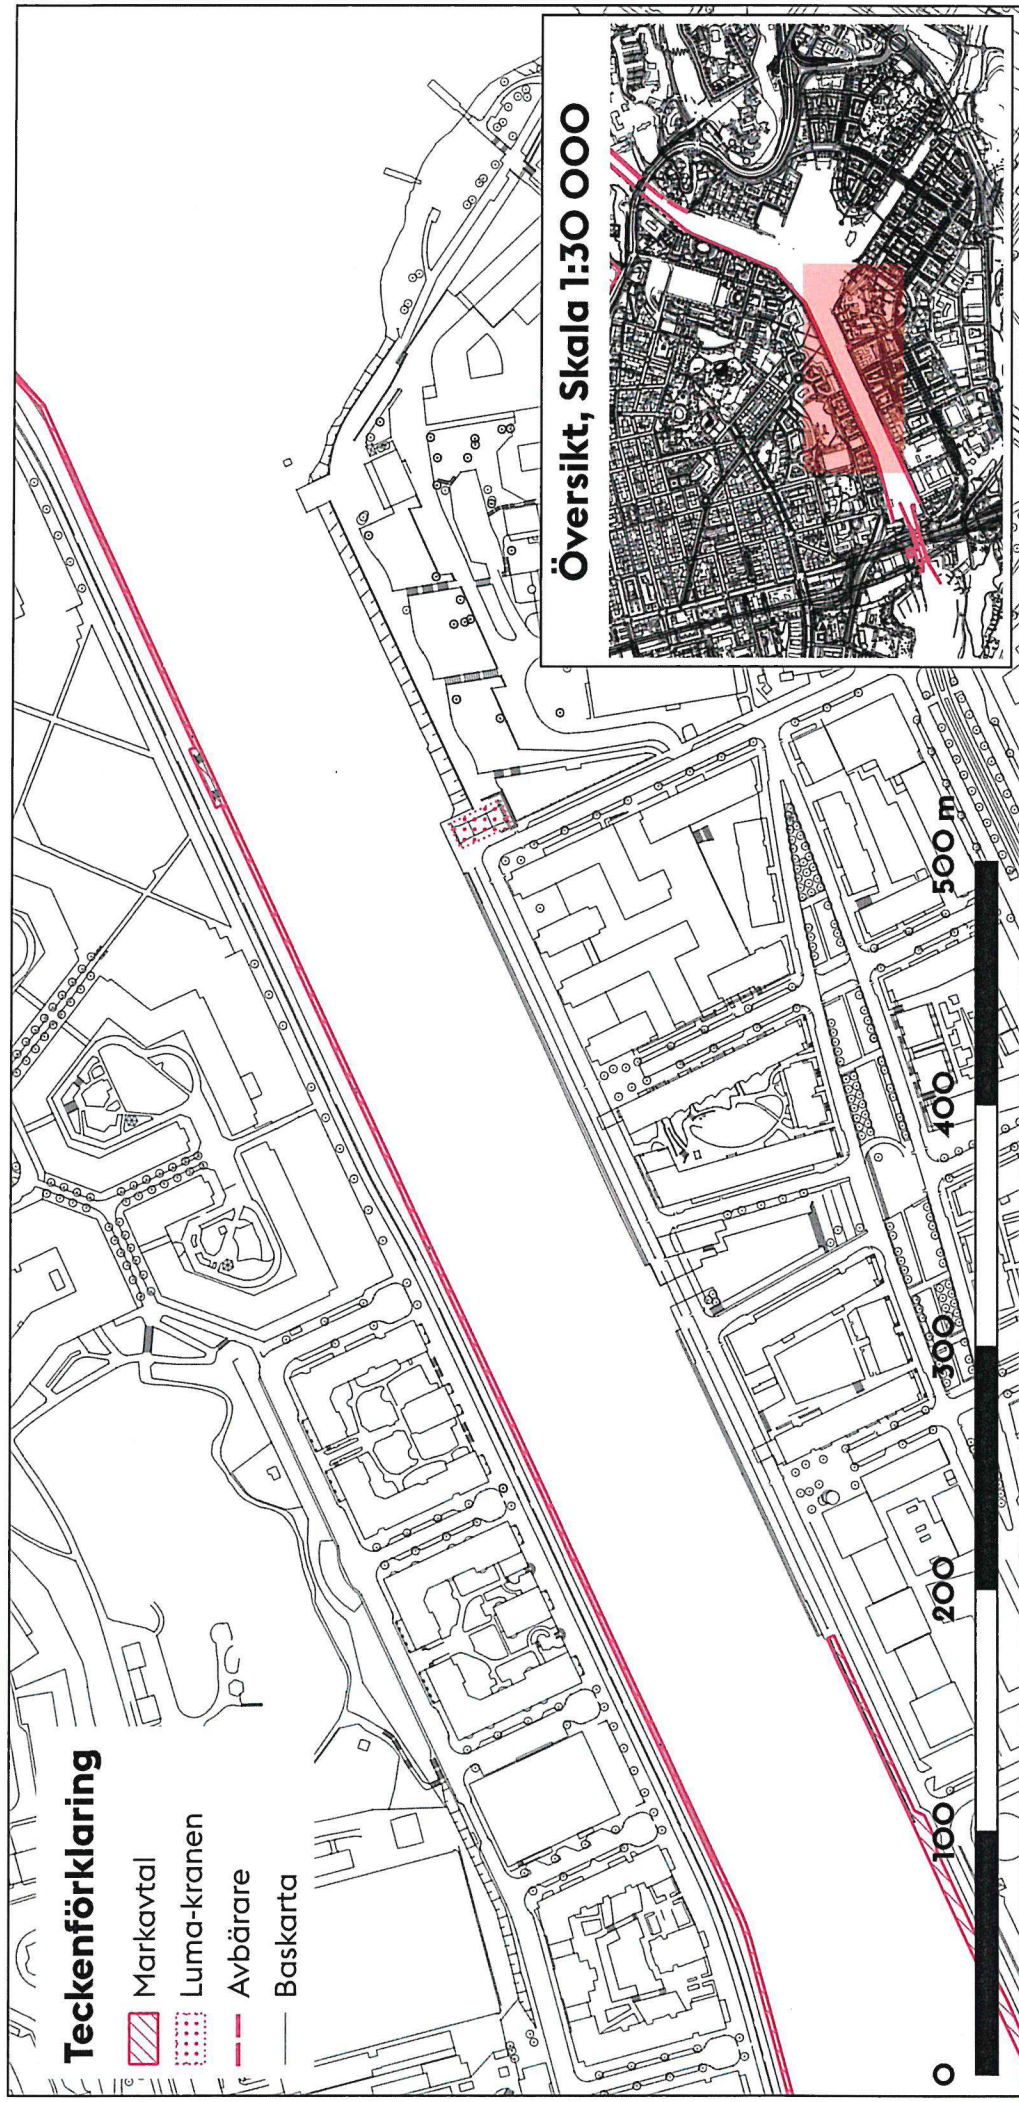 Teckenförklaring
Markavtal
Luma-kranen
Avbärare
Baskarta
Översikt, Skala 1:30 000
0 100 200 300 400 500 m